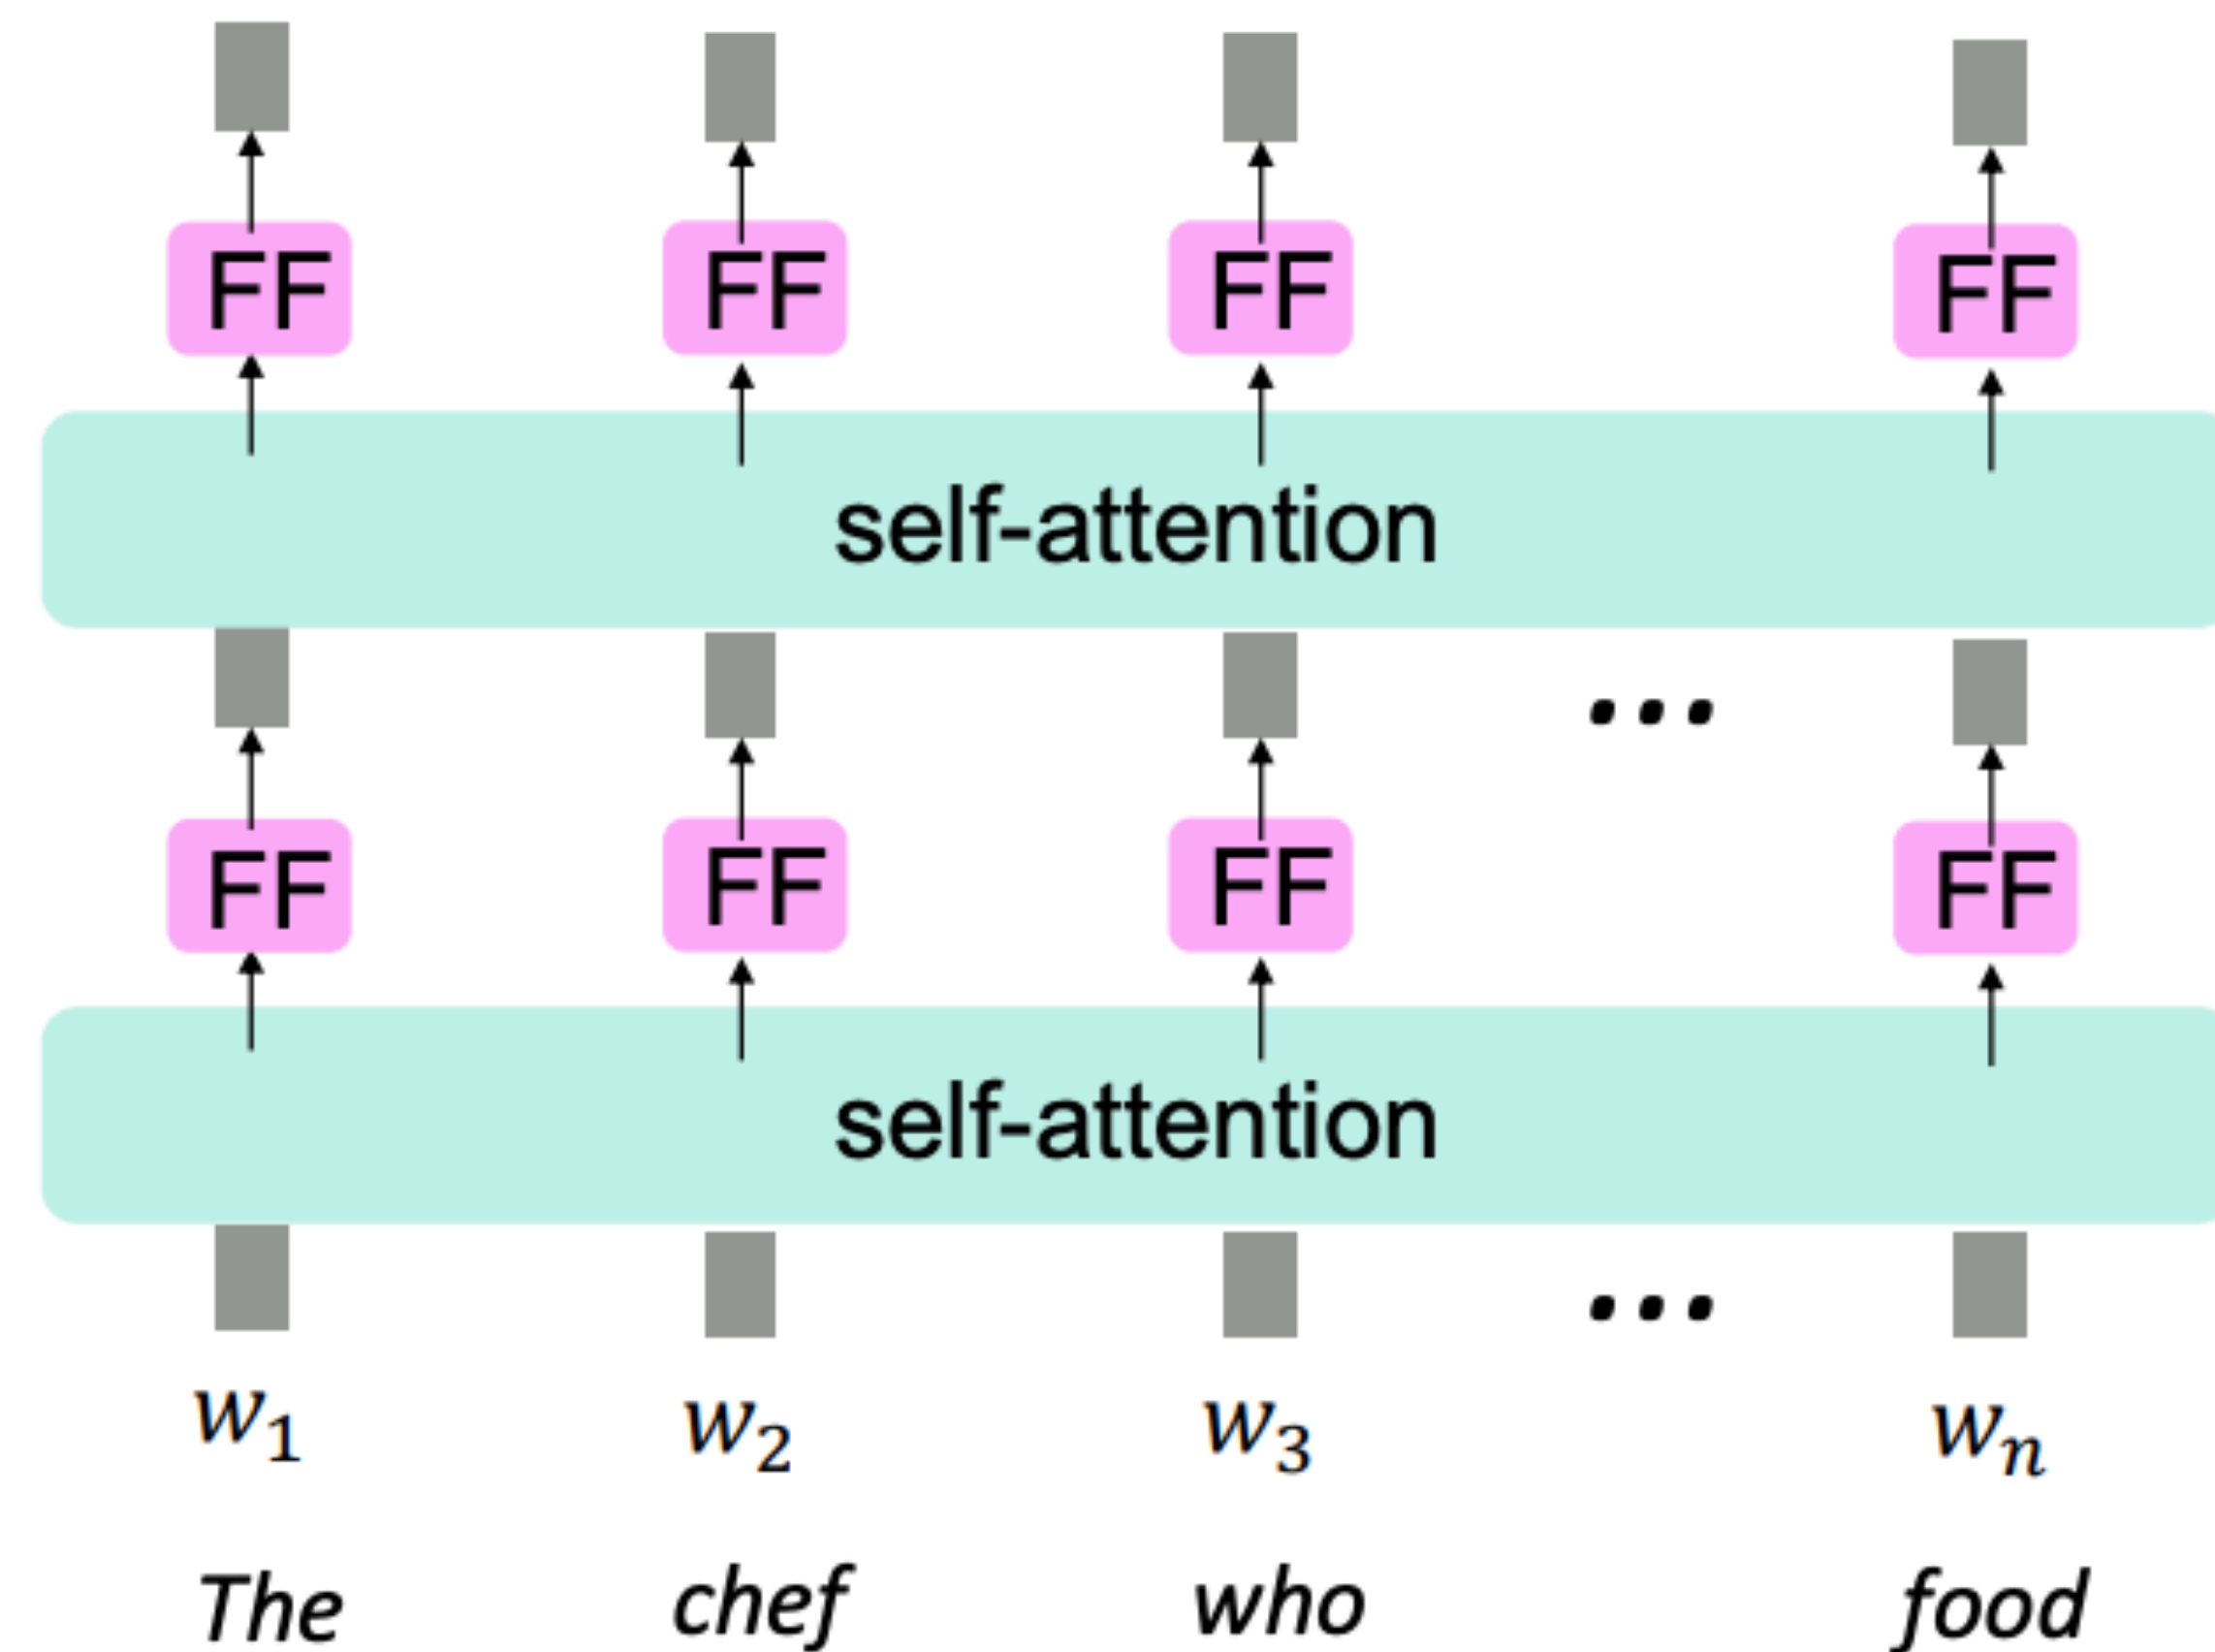 FF FF FF FF
self-attention
...
FF FF FF FF
self-attention
...
w₁ w₂ w₃ wₙ
The chef who food